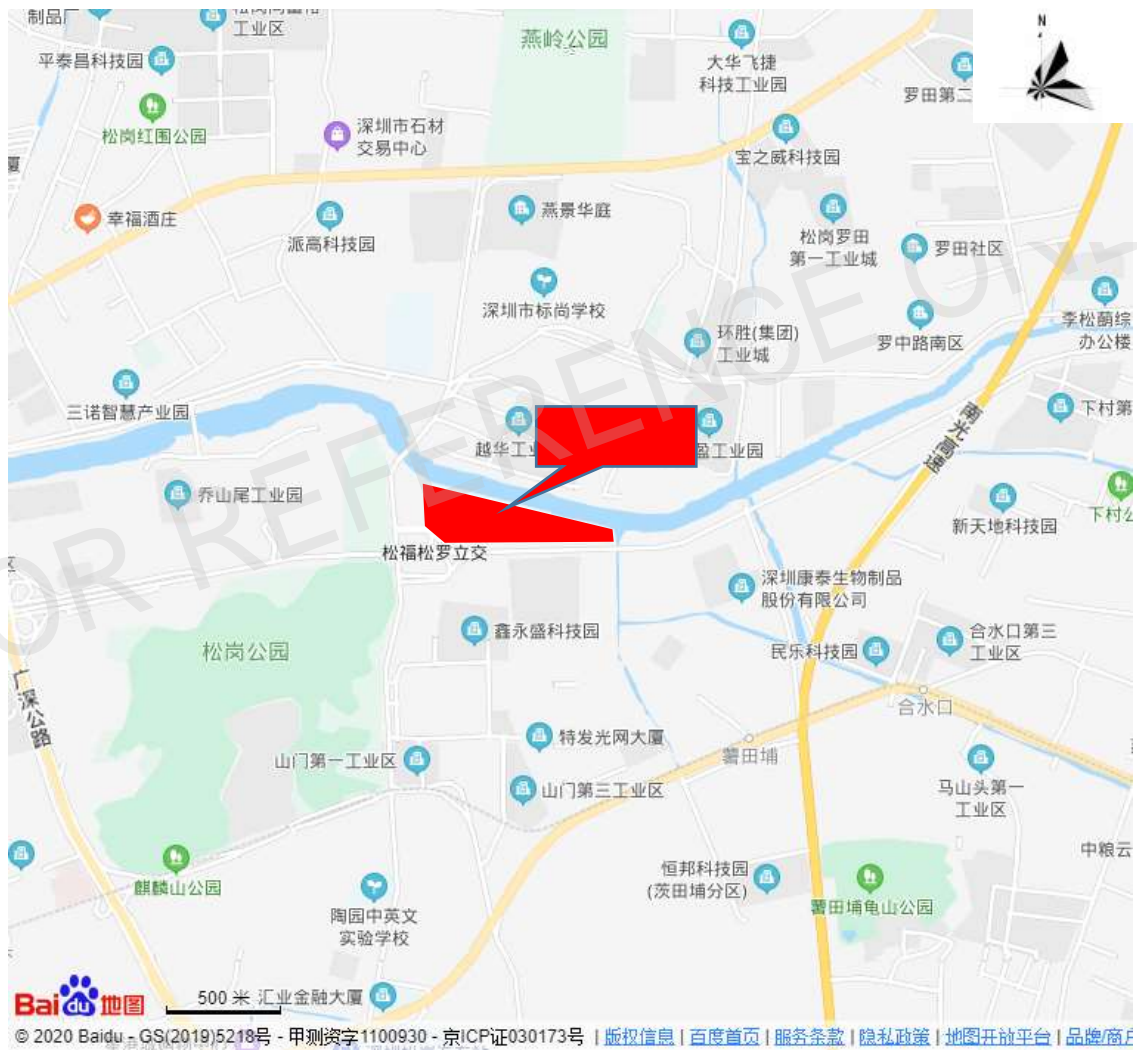 制品厂
工业区
平泰昌科技园
松岗红围公园
深圳市石材
交易中心
燕岭公园
大华飞捷
科技工业园
罗田第二
N
宝之威科技园
厦
幸福酒庄
派高科技园
燕景华庭
松岗罗田
第一工业城
罗田社区
深圳市标尚学校
环胜(集团)
工业城
罗中路南区
李松蓢综
办公楼
三诺智慧产业园
越华工业
盈工业园
南光高速
下村第
乔山尾工业园
新天地科技园
下村公
松福松罗立交
区
深圳康泰生物制品
股份有限公司
松岗公园
鑫永盛科技园
民乐科技园
合水口第三
工业区
广深公路
合水口
特发光网大厦
薯田埔
山门第一工业区
山门第三工业区
马山头第一
工业区
中粮云
麒麟山公园
恒邦科技园
(茨田埔分区)
薯田埔龟山公园
陶园中英文
实验学校
Bai du 地图
500 米
汇业金融大厦
© 2020 Baidu - GS(2019)5218号 - 甲测资字1100930 - 京ICP证030173号 | 版权信息 | 百度首页 | 服务条款 | 隐私政策 | 地图开放平台 | 品牌/商户
FOR REFERENCE ONL